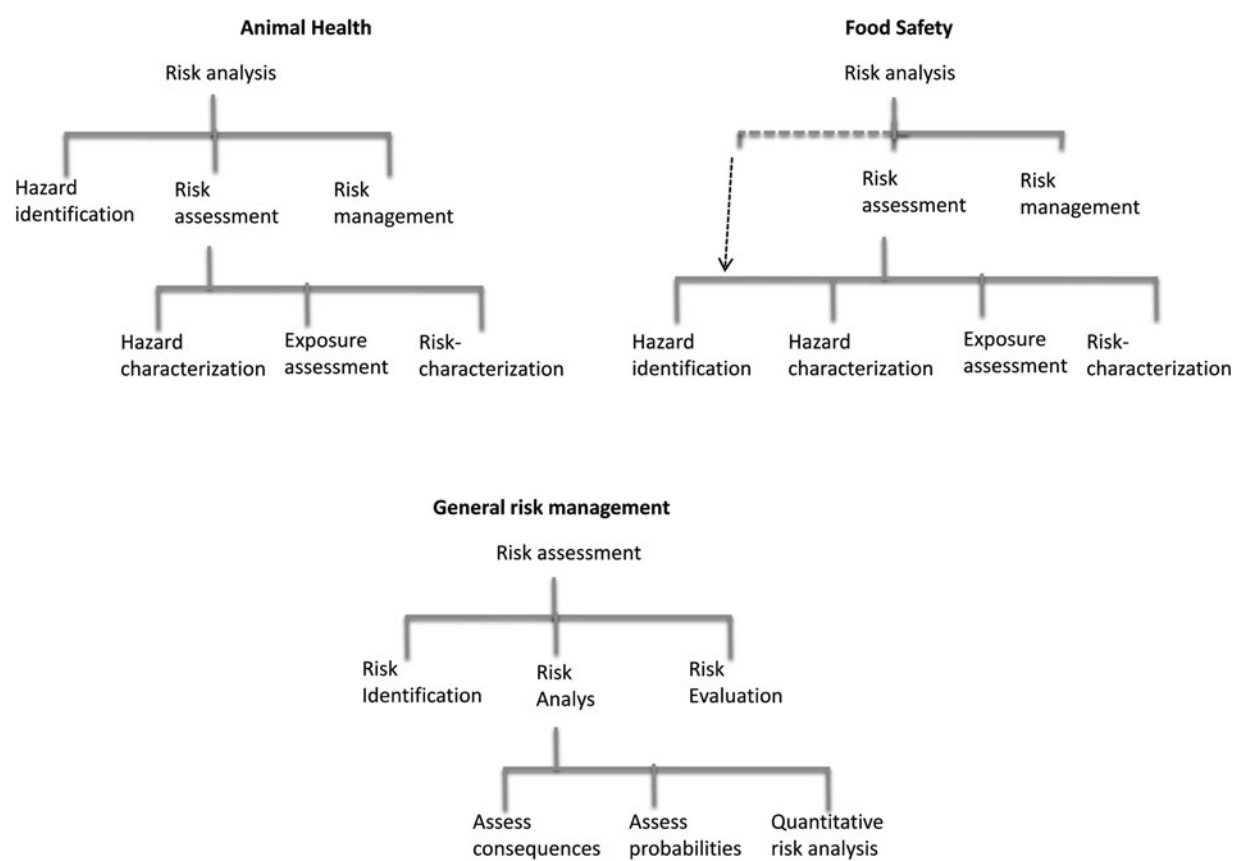 Animal Health
Risk analysis
Hazard
identification
Risk
assessment
Risk
management
Hazard
characterization
Exposure
assessment
Risk-
characterization
Food Safety
Risk analysis
Risk
assessment
Risk
management
Hazard
identification
Hazard
characterization
Exposure
assessment
Risk-
characterization
General risk management
Risk assessment
Risk
Identification
Risk
Analys
Risk
Evaluation
Assess
consequences
Assess
probabilities
Quantitative
risk analysis